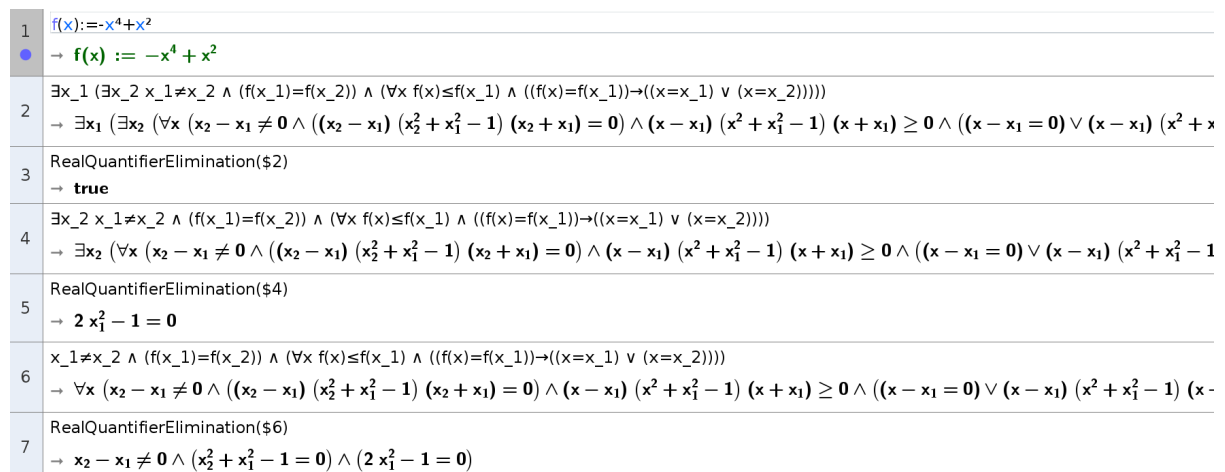 1
f(x):=-x⁴+x²
→ f(x) := −x⁴ + x²
2
∃x_1 (∃x_2 x_1≠x_2 ∧ (f(x_1)=f(x_2)) ∧ (∀x f(x)≤f(x_1) ∧ ((f(x)=f(x_1))→((x=x_1) ∨ (x=x_2)))))
→ ∃x₁ (∃x₂ (∀x (x₂ − x₁ ≠ 0 ∧ ((x₂ − x₁) (x₂² + x₁² − 1) (x₂ + x₁) = 0) ∧ (x − x₁) (x² + x₁² − 1) (x + x₁) ≥ 0 ∧ ((x − x₁ = 0) ∨ (x − x₁) (x² + x
3
RealQuantifierElimination($2)
→ true
4
∃x_2 x_1≠x_2 ∧ (f(x_1)=f(x_2)) ∧ (∀x f(x)≤f(x_1) ∧ ((f(x)=f(x_1))→((x=x_1) ∨ (x=x_2))))
→ ∃x₂ (∀x (x₂ − x₁ ≠ 0 ∧ ((x₂ − x₁) (x₂² + x₁² − 1) (x₂ + x₁) = 0) ∧ (x − x₁) (x² + x₁² − 1) (x + x₁) ≥ 0 ∧ ((x − x₁ = 0) ∨ (x − x₁) (x² + x₁² − 1
5
RealQuantifierElimination($4)
→ 2 x₁² − 1 = 0
6
x_1≠x_2 ∧ (f(x_1)=f(x_2)) ∧ (∀x f(x)≤f(x_1) ∧ ((f(x)=f(x_1))→((x=x_1) ∨ (x=x_2))))
→ ∀x (x₂ − x₁ ≠ 0 ∧ ((x₂ − x₁) (x₂² + x₁² − 1) (x₂ + x₁) = 0) ∧ (x − x₁) (x² + x₁² − 1) (x + x₁) ≥ 0 ∧ ((x − x₁ = 0) ∨ (x − x₁) (x² + x₁² − 1) (x −
7
RealQuantifierElimination($6)
→ x₂ − x₁ ≠ 0 ∧ (x₂² + x₁² − 1 = 0) ∧ (2 x₁² − 1 = 0)